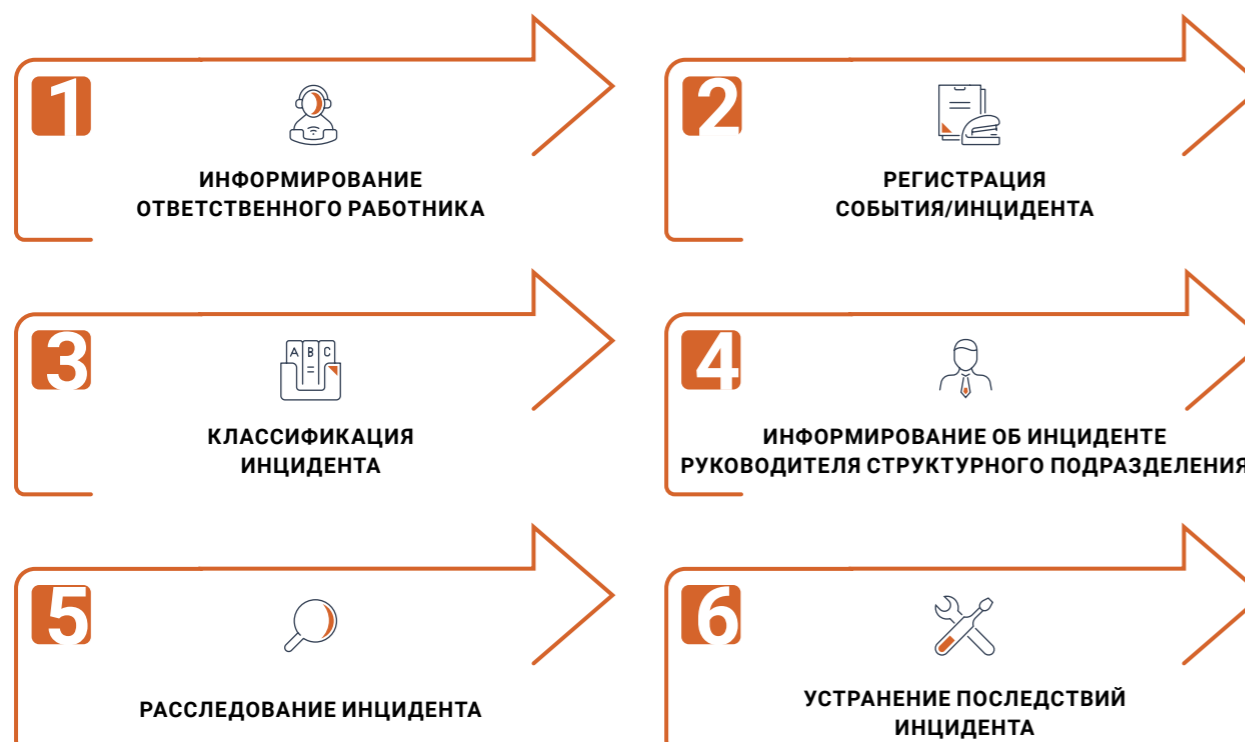 1
ИНФОРМИРОВАНИЕ
ОТВЕТСТВЕННОГО РАБОТНИКА
2
РЕГИСТРАЦИЯ
СОБЫТИЯ/ИНЦИДЕНТА
3
A B C
КЛАССИФИКАЦИЯ
ИНЦИДЕНТА
4
ИНФОРМИРОВАНИЕ ОБ ИНЦИДЕНТЕ
РУКОВОДИТЕЛЯ СТРУКТУРНОГО ПОДРАЗДЕЛЕНИЯ
5
РАССЛЕДОВАНИЕ ИНЦИДЕНТА
6
УСТРАНЕНИЕ ПОСЛЕДСТВИЙ
ИНЦИДЕНТА